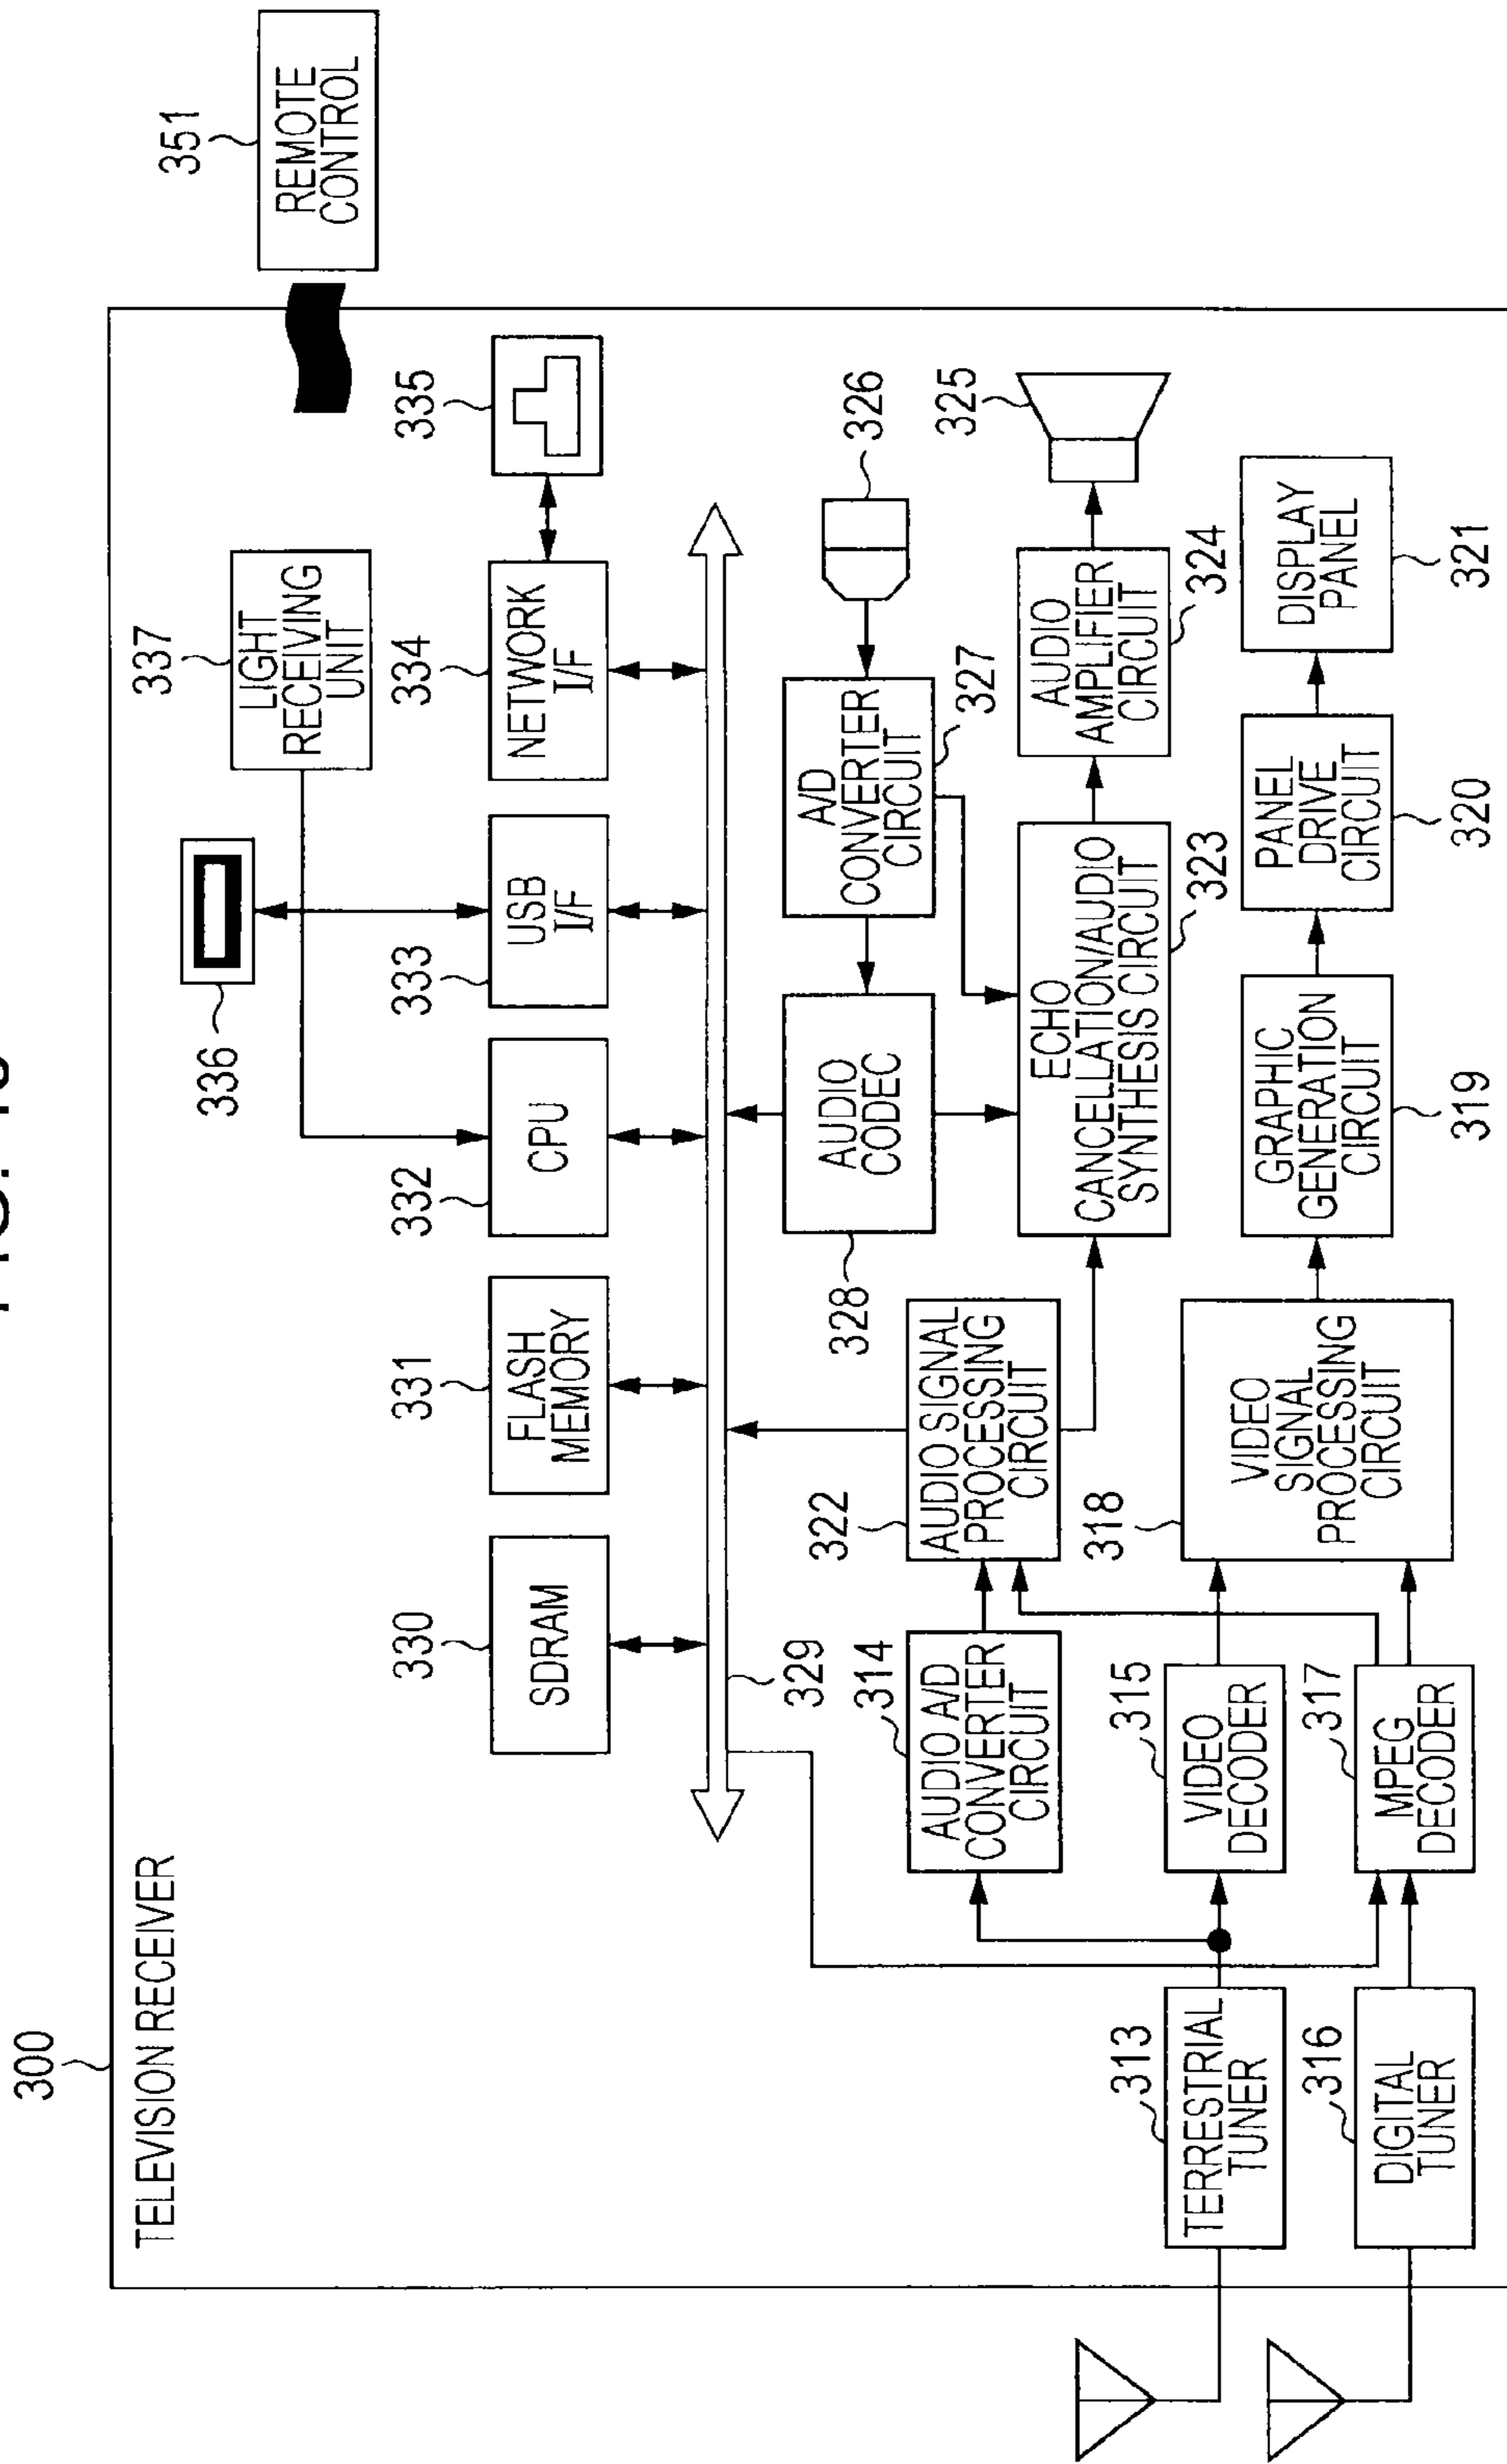 300
TELEVISION RECEIVER
351
REMOTE
CONTROL
336
337
LIGHT
RECEIVING
UNIT
330
SDRAM
331
FLASH
MEMORY
332
CPU
333
USB
I/F
334
NETWORK
I/F
335
329
328
AUDIO
CODEC
A/D
CONVERTER
CIRCUIT
327
326
314
AUDIO A/D
CONVERTER
CIRCUIT
322
AUDIO SIGNAL
PROCESSING
CIRCUIT
ECHO
CANCELLATION/AUDIO
SYNTHESIS CIRCUIT
323
AUDIO
AMPLIFIER
CIRCUIT
324
325
313
TERRESTRIAL
TUNER
315
VIDEO
DECODER
318
VIDEO
SIGNAL
PROCESSING
CIRCUIT
GRAPHIC
GENERATION
CIRCUIT
319
PANEL
DRIVE
CIRCUIT
320
DISPLAY
PANEL
321
316
DIGITAL
TUNER
317
MPEG
DECODER